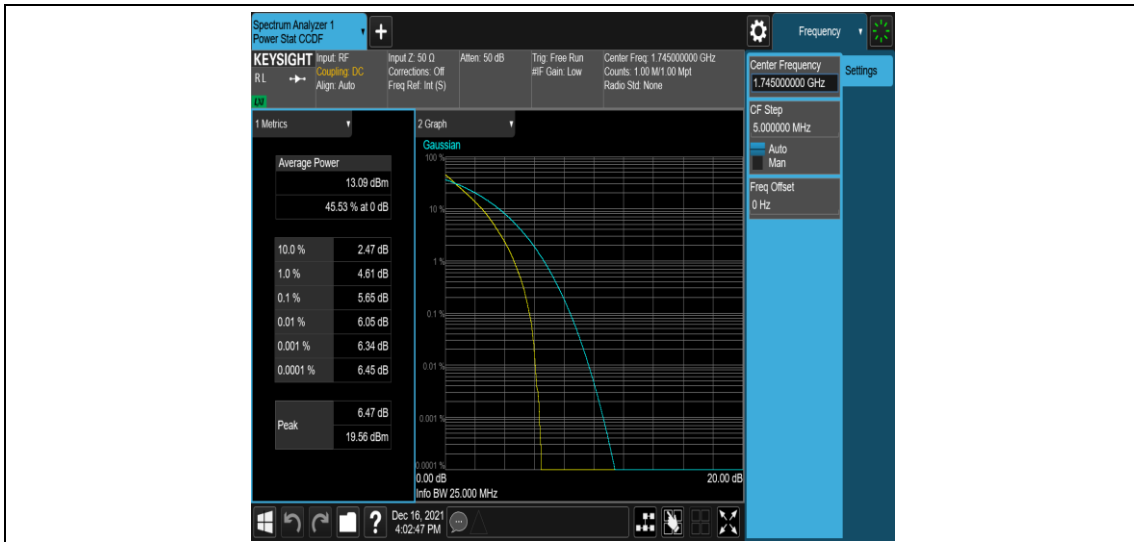 Spectrum Analyzer 1
Power Stat CCDF
+
Frequency
KEYSIGHT
Input: RF
Coupling: DC
Align: Auto
RL
LXI
Input Z: 50 Ω
Corrections: Off
Freq Ref: Int (S)
Atten: 50 dB
Trig: Free Run
#IF Gain: Low
Center Freq: 1.745000000 GHz
Counts: 1.00 M/1.00 Mpt
Radio Std: None
Center Frequency
1.745000000 GHz
Settings
CF Step
5.000000 MHz
Auto
Man
Freq Offset
0 Hz
1 Metrics
Average Power
13.09 dBm
45.53 % at 0 dB
10.0 % 2.47 dB
1.0 % 4.61 dB
0.1 % 5.65 dB
0.01 % 6.05 dB
0.001 % 6.34 dB
0.0001 % 6.45 dB
Peak
6.47 dB
19.56 dBm
2 Graph
Gaussian
100 %
10 %
1 %
0.1 %
0.01 %
0.001 %
0.0001 %
0.00 dB 20.00 dB
Info BW 25.000 MHz
?
Dec 16, 2021
4:02:47 PM